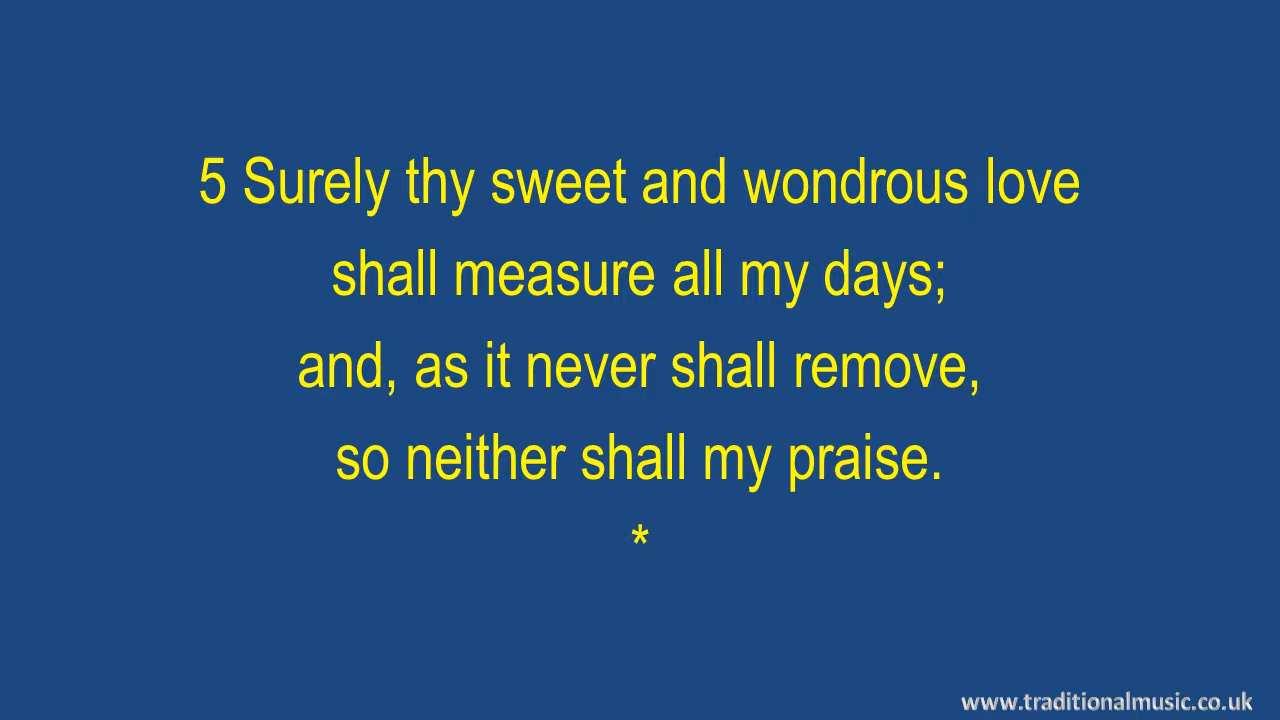 5 Surely thy sweet and wondrous love
shall measure all my days;
and, as it never shall remove,
so neither shall my praise.
*
www.traditionalmusic.co.uk